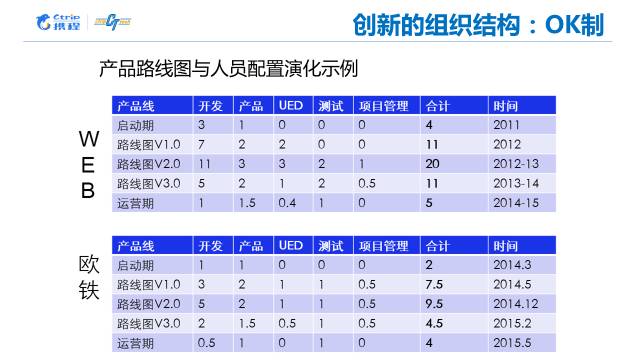 Ctrip
携程
CT
创新的组织结构：OK制
产品路线图与人员配置演化示例
WEB
产品线 开发 产品 UED 测试 项目管理 合计 时间
启动期 3 1 0 0 0 4 2011
路线图V1.0 7 2 2 0 0 11 2012
路线图V2.0 11 3 3 2 1 20 2012-13
路线图V3.0 5 2 1 2 0.5 11 2013-14
运营期 1 1.5 0.4 1 0 5 2014-15
欧铁
产品线 开发 产品 UED 测试 项目管理 合计 时间
启动期 1 1 0 0 0 2 2014.3
路线图V1.0 3 2 1 1 0.5 7.5 2014.5
路线图V2.0 5 2 1 1 0.5 9.5 2014.12
路线图V3.0 2 1.5 0.5 1 0.5 4.5 2015.2
运营期 0.5 1 0 1 0 4 2015.5